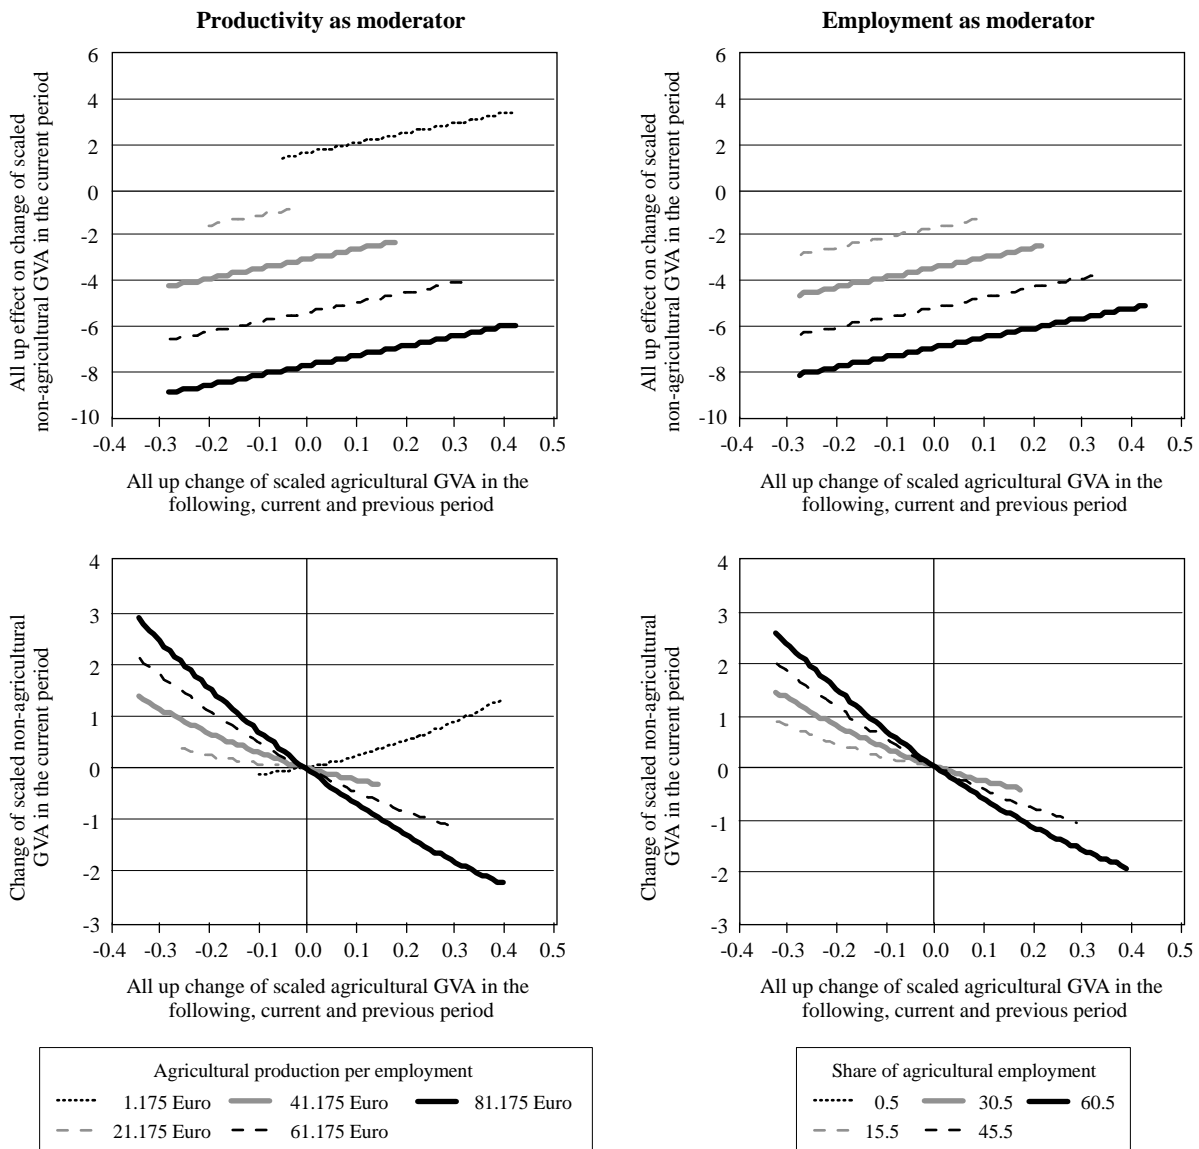 Productivity as moderator
All up effect on change of scaled
non-agricultural GVA in the current period
6
4
2
0
-2
-4
-6
-8
-10
-0.4 -0.3 -0.2 -0.1 0.0 0.1 0.2 0.3 0.4 0.5
All up change of scaled agricultural GVA in the
following, current and previous period
Employment as moderator
All up effect on change of scaled
non-agricultural GVA in the current period
6
4
2
0
-2
-4
-6
-8
-10
-0.4 -0.3 -0.2 -0.1 0.0 0.1 0.2 0.3 0.4 0.5
All up change of scaled agricultural GVA in the
following, current and previous period
Change of scaled non-agricultural
GVA in the current period
4
3
2
1
0
-1
-2
-3
-0.4 -0.3 -0.2 -0.1 0.0 0.1 0.2 0.3 0.4 0.5
All up change of scaled agricultural GVA in the
following, current and previous period
Change of scaled non-agricultural
GVA in the current period
4
3
2
1
0
-1
-2
-3
-0.4 -0.3 -0.2 -0.1 0.0 0.1 0.2 0.3 0.4 0.5
All up change of scaled agricultural GVA in the
following, current and previous period
Agricultural production per employment
1.175 Euro 41.175 Euro 81.175 Euro
21.175 Euro 61.175 Euro
Share of agricultural employment
0.5 30.5 60.5
15.5 45.5